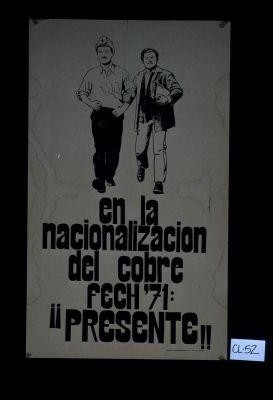 en la
nacionalizacion
del cobre
FECH '71:
¡¡PRESENTE!!
CL-52